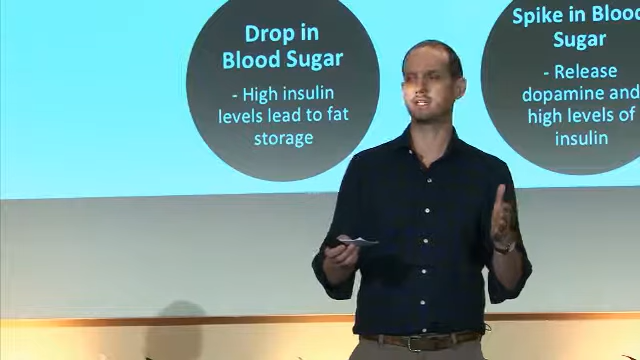 Drop in
Blood Sugar
- High insulin
levels lead to fat
storage
Spike in Blood
Sugar
- Release
dopamine and
high levels of
insulin